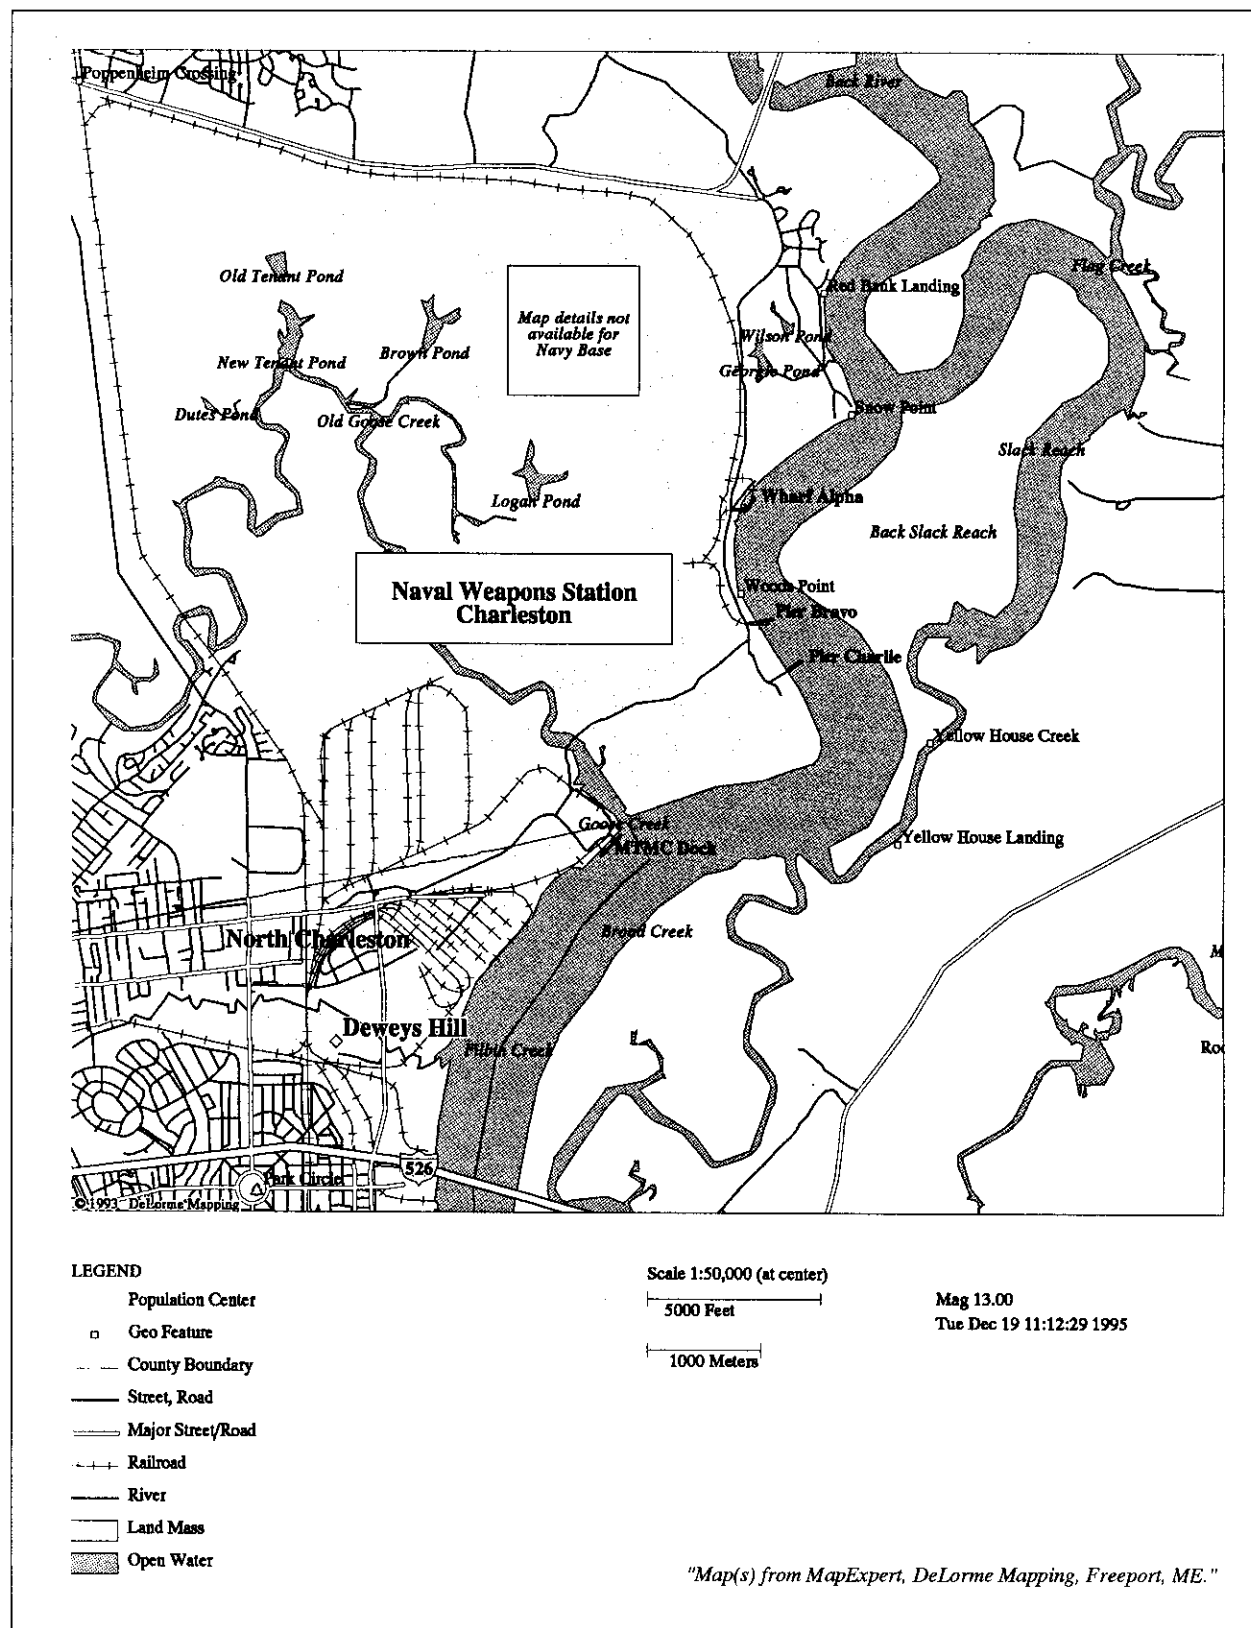 Poppenheim Crossing
Back River
Flag Creek
Old Tenant Pond
Red Bank Landing
Map details not
available for
Navy Base
Wilson Pond
New Tenant Pond
Brown Pond
Georgie Pond
Dutes Pond
Old Goose Creek
Snow Point
Slack Reach
Logan Pond
Wharf Alpha
Back Slack Reach
Naval Weapons Station
Charleston
Woods Point
Pier Bravo
Pier Charlie
Yellow House Creek
Goose Creek
MTMC Dock
Yellow House Landing
North Charleston
Broad Creek
M
Deweys Hill
Filbin Creek
Roc
526
Park Circle
© 1993 DeLorme Mapping
LEGEND
Population Center
Geo Feature
County Boundary
Street, Road
Major Street/Road
Railroad
River
Land Mass
Open Water
Scale 1:50,000 (at center)
5000 Feet
1000 Meters
Mag 13.00
Tue Dec 19 11:12:29 1995
"Map(s) from MapExpert, DeLorme Mapping, Freeport, ME."